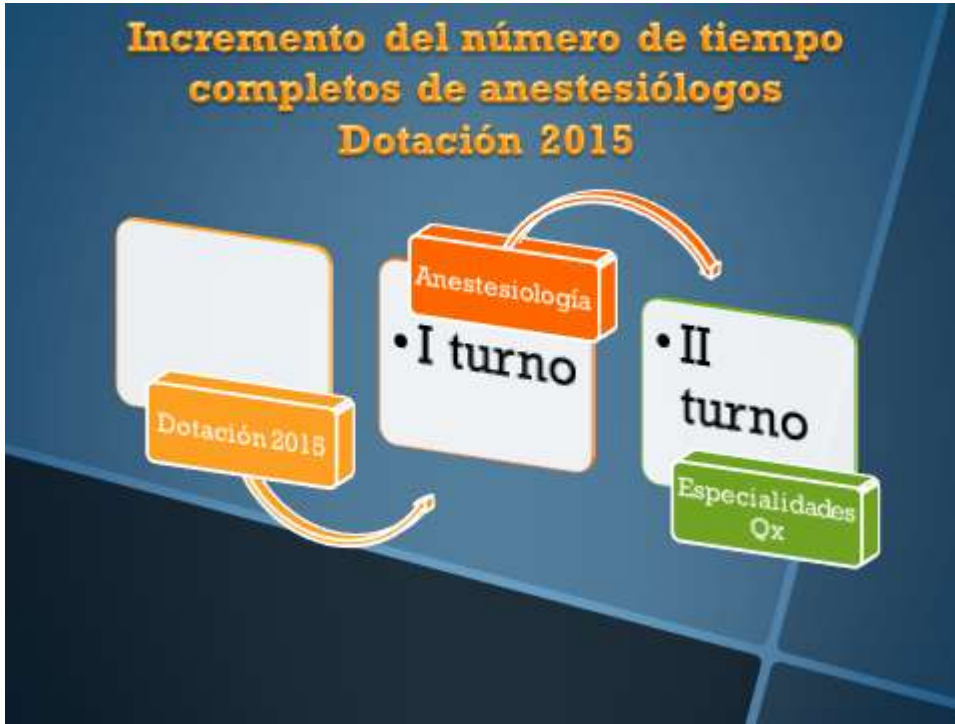 Incremento del número de tiempo
completos de anestesiólogos
Dotación 2015
Dotación 2015
Anestesiología
• I turno
• II
turno
Especialidades
Qx